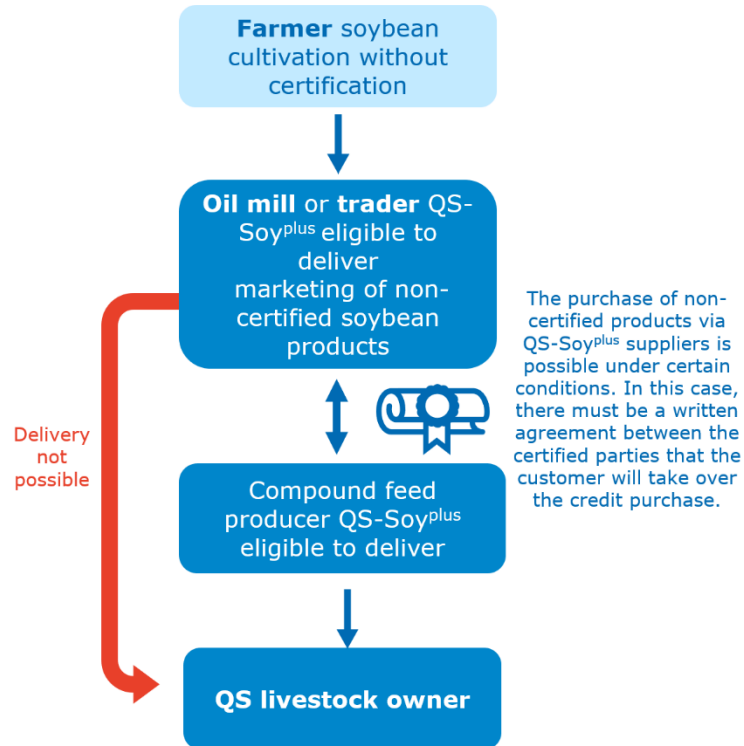 Farmer soybean
cultivation without
certification
Oil mill or trader QS-
Soyplus eligible to
deliver
marketing of non-
certified soybean
products
The purchase of non-
certified products via
QS-Soyplus suppliers is
possible under certain
conditions. In this case,
there must be a written
agreement between the
certified parties that the
customer will take over
the credit purchase.
Delivery
not
possible
Compound feed
producer QS-Soyplus
eligible to deliver
QS livestock owner